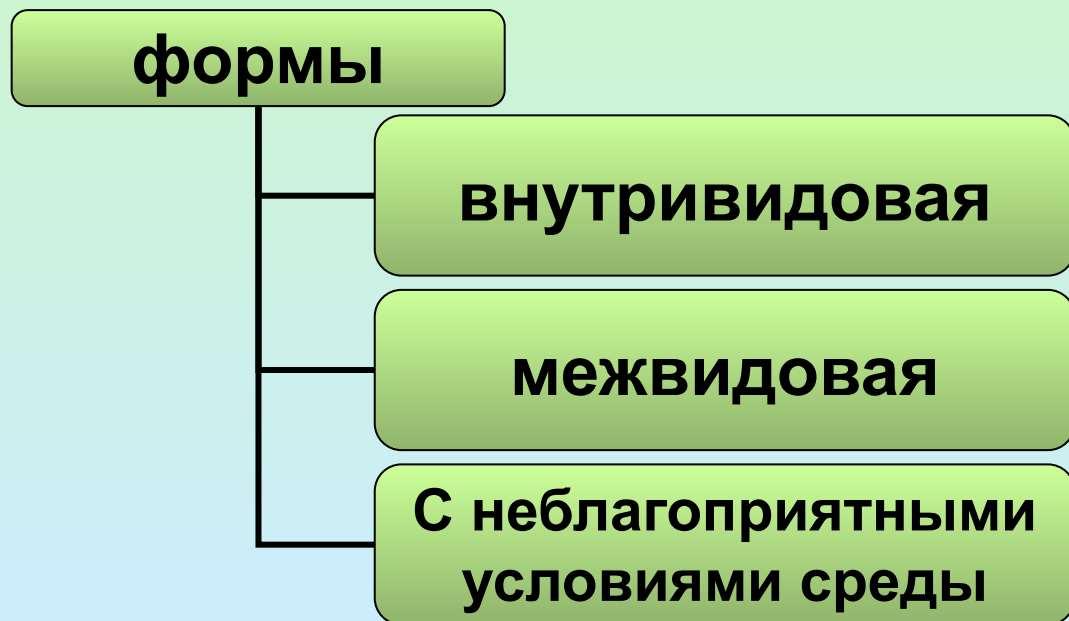 формы
внутривидовая
межвидовая
С неблагоприятными
условиями среды